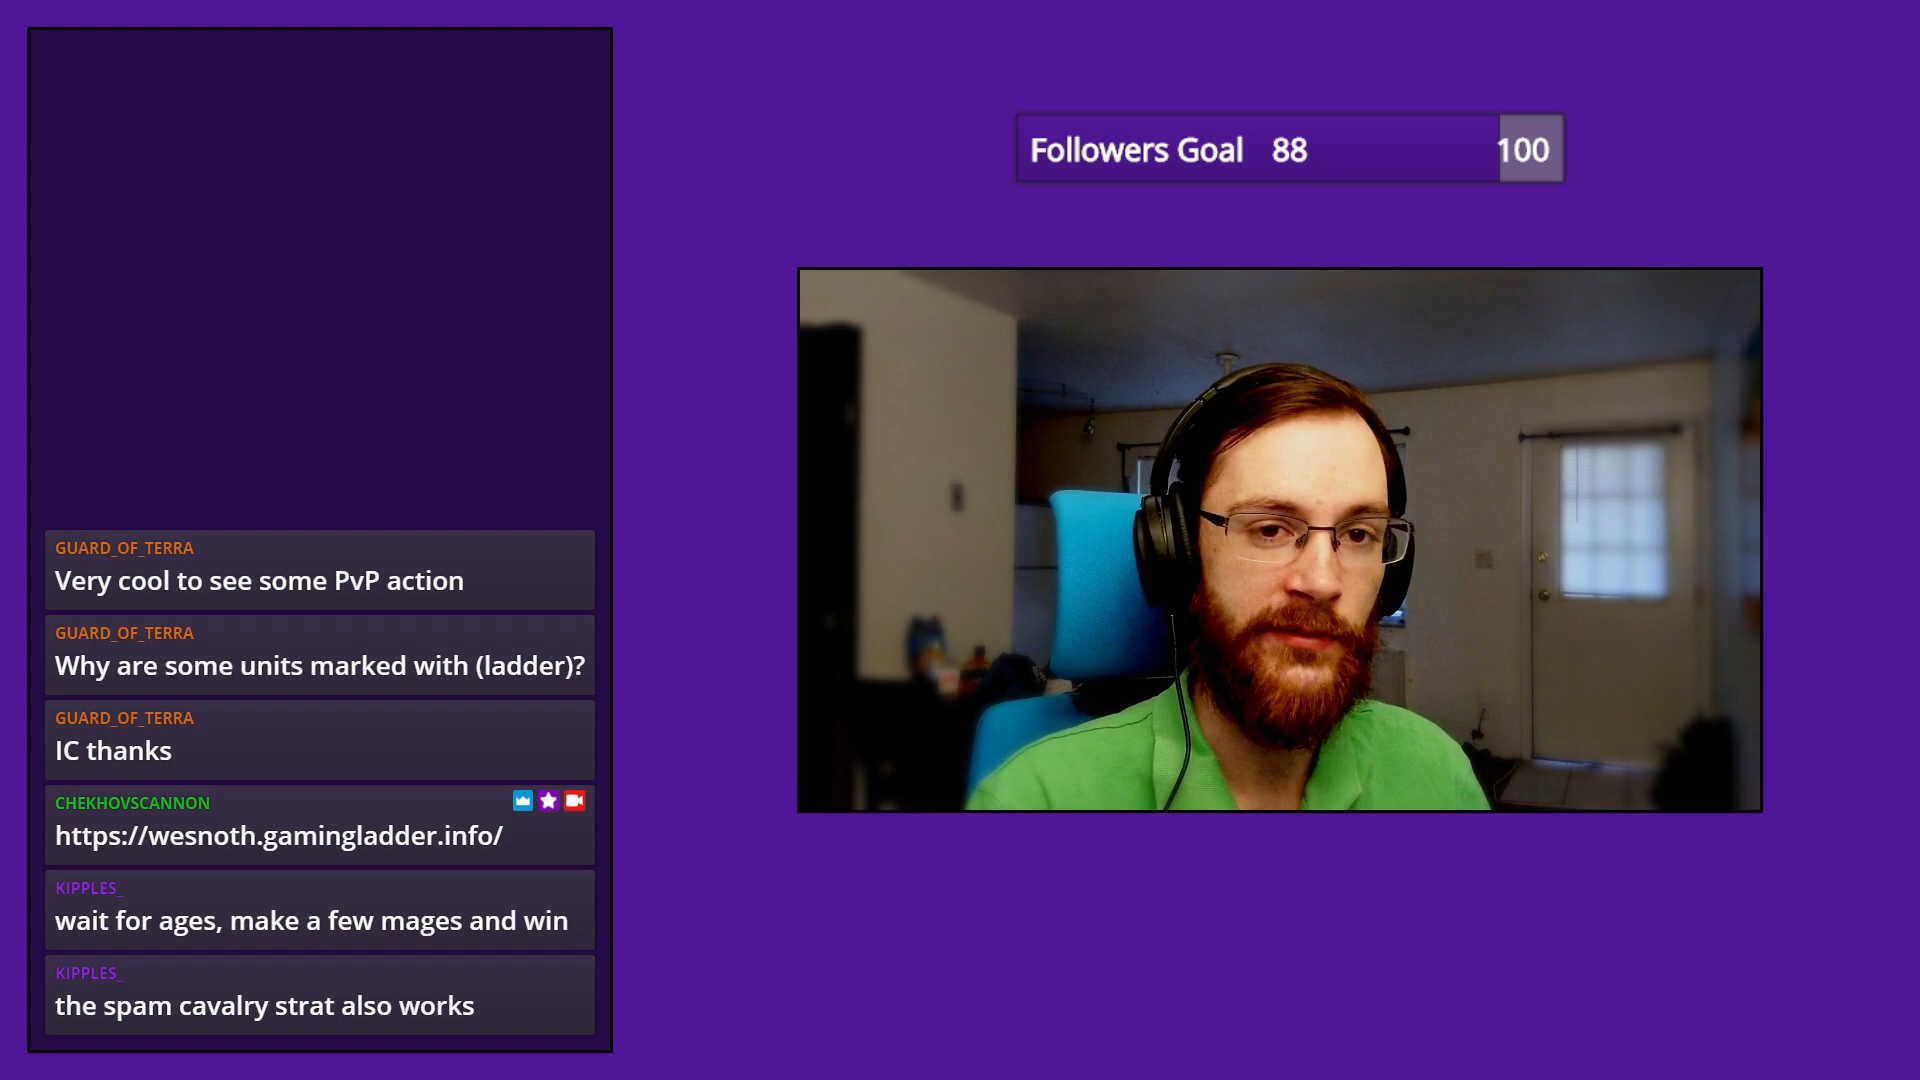 Followers Goal 88 100
GUARD_OF_TERRA
Very cool to see some PvP action
GUARD_OF_TERRA
Why are some units marked with (ladder)?
GUARD_OF_TERRA
IC thanks
CHEKHOVSCANNON
https://wesnoth.gamingladder.info/
KIPPLES_
wait for ages, make a few mages and win
KIPPLES_
the spam cavalry strat also works